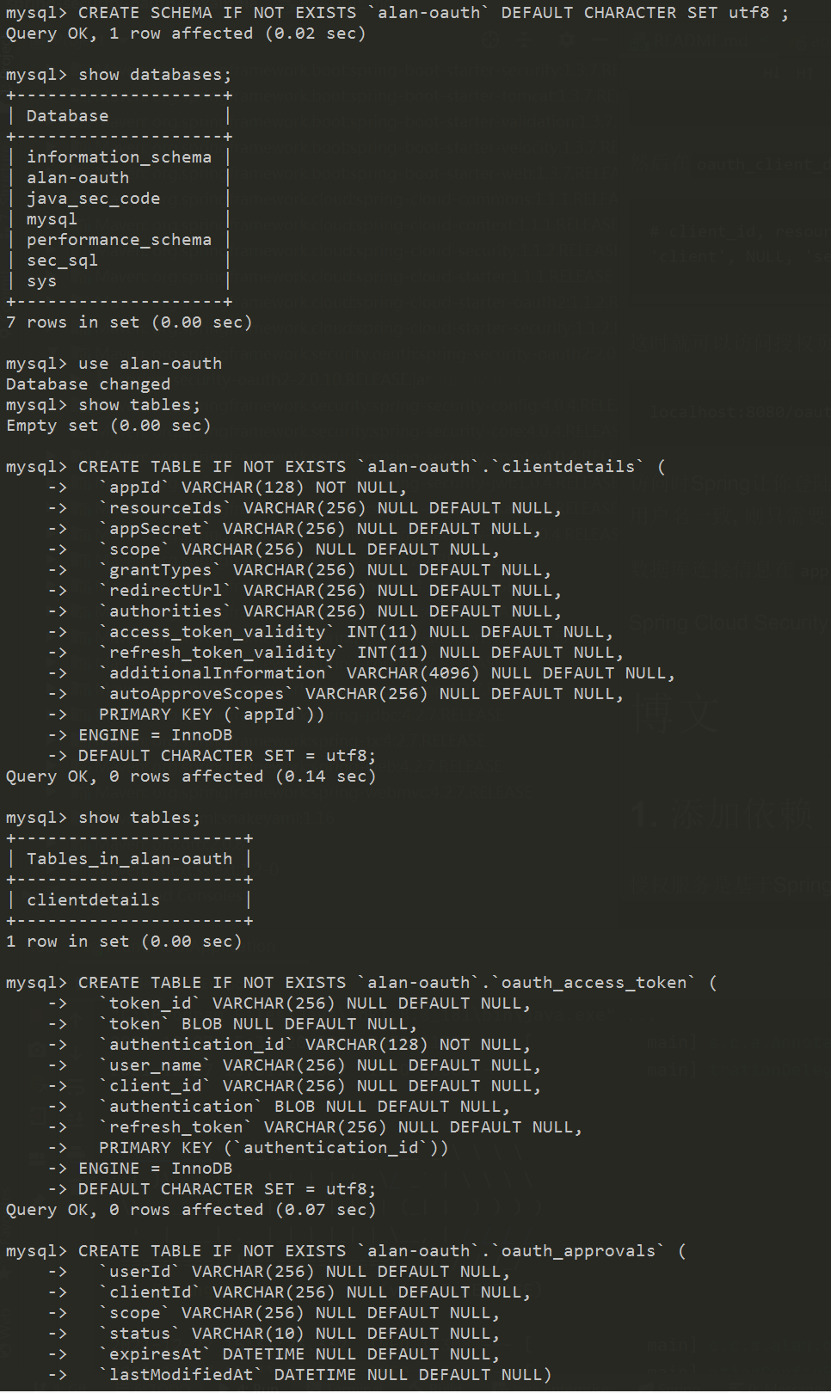 mysql> CREATE SCHEMA IF NOT EXISTS `alan-oauth` DEFAULT CHARACTER SET utf8 ;
Query OK, 1 row affected (0.02 sec)
mysql> show databases;
+--------------------+
| Database           |
+--------------------+
| information_schema |
| alan-oauth         |
| java_sec_code      |
| mysql              |
| performance_schema |
| sec_sql            |
| sys                |
+--------------------+
7 rows in set (0.00 sec)
mysql> use alan-oauth
Database changed
mysql> show tables;
Empty set (0.00 sec)
mysql> CREATE TABLE IF NOT EXISTS `alan-oauth`.`clientdetails` (
    ->   `appId` VARCHAR(128) NOT NULL,
    ->   `resourceIds` VARCHAR(256) NULL DEFAULT NULL,
    ->   `appSecret` VARCHAR(256) NULL DEFAULT NULL,
    ->   `scope` VARCHAR(256) NULL DEFAULT NULL,
    ->   `grantTypes` VARCHAR(256) NULL DEFAULT NULL,
    ->   `redirectUrl` VARCHAR(256) NULL DEFAULT NULL,
    ->   `authorities` VARCHAR(256) NULL DEFAULT NULL,
    ->   `access_token_validity` INT(11) NULL DEFAULT NULL,
    ->   `refresh_token_validity` INT(11) NULL DEFAULT NULL,
    ->   `additionalInformation` VARCHAR(4096) NULL DEFAULT NULL,
    ->   `autoApproveScopes` VARCHAR(256) NULL DEFAULT NULL,
    ->   PRIMARY KEY (`appId`))
    -> ENGINE = InnoDB
    -> DEFAULT CHARACTER SET = utf8;
Query OK, 0 rows affected (0.14 sec)
mysql> show tables;
+----------------------+
| Tables_in_alan-oauth |
+----------------------+
| clientdetails        |
+----------------------+
1 row in set (0.00 sec)
mysql> CREATE TABLE IF NOT EXISTS `alan-oauth`.`oauth_access_token` (
    ->   `token_id` VARCHAR(256) NULL DEFAULT NULL,
    ->   `token` BLOB NULL DEFAULT NULL,
    ->   `authentication_id` VARCHAR(128) NOT NULL,
    ->   `user_name` VARCHAR(256) NULL DEFAULT NULL,
    ->   `client_id` VARCHAR(256) NULL DEFAULT NULL,
    ->   `authentication` BLOB NULL DEFAULT NULL,
    ->   `refresh_token` VARCHAR(256) NULL DEFAULT NULL,
    ->   PRIMARY KEY (`authentication_id`))
    -> ENGINE = InnoDB
    -> DEFAULT CHARACTER SET = utf8;
Query OK, 0 rows affected (0.07 sec)
mysql> CREATE TABLE IF NOT EXISTS `alan-oauth`.`oauth_approvals` (
    ->   `userId` VARCHAR(256) NULL DEFAULT NULL,
    ->   `clientId` VARCHAR(256) NULL DEFAULT NULL,
    ->   `scope` VARCHAR(256) NULL DEFAULT NULL,
    ->   `status` VARCHAR(10) NULL DEFAULT NULL,
    ->   `expiresAt` DATETIME NULL DEFAULT NULL,
    ->   `lastModifiedAt` DATETIME NULL DEFAULT NULL)